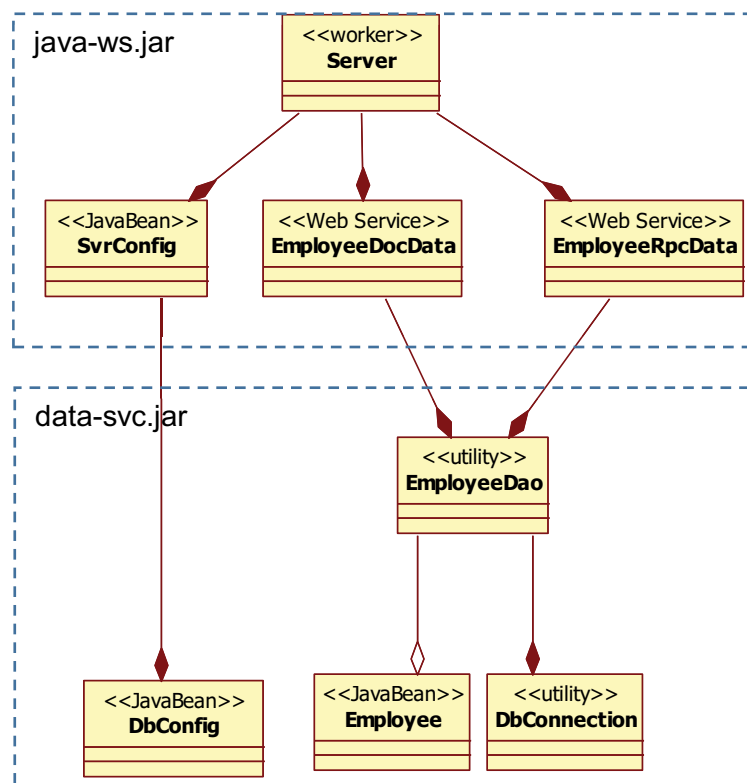 java-ws.jar
<<worker>>
Server
<<JavaBean>>
SvrConfig
<<Web Service>>
EmployeeDocData
<<Web Service>>
EmployeeRpcData
data-svc.jar
<<utility>>
EmployeeDao
<<JavaBean>>
DbConfig
<<JavaBean>>
Employee
<<utility>>
DbConnection